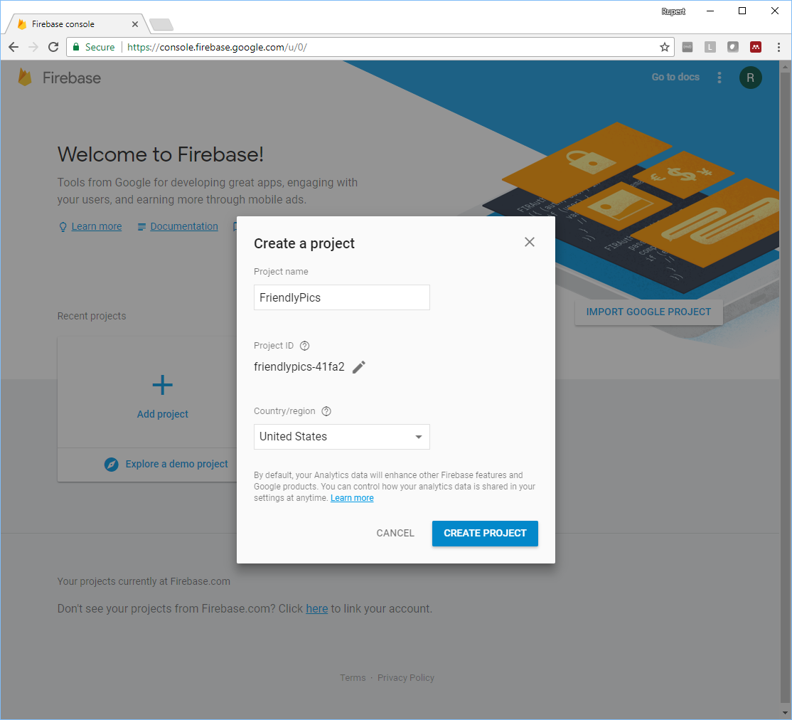 Rupert
Firebase console
Secure
https://console.firebase.google.com/u/0/
Firebase
Go to docs
R
Welcome to Firebase!
Tools from Google for developing great apps, engaging with
your users, and earning more through mobile ads.
Learn more
Documentation
Recent projects
IMPORT GOOGLE PROJECT
Add project
Explore a demo project
Create a project
Project name
FriendlyPics
Project ID
friendlypics-41fa2
Country/region
United States
By default, your Analytics data will enhance other Firebase features and
Google products. You can control how your analytics data is shared in your
settings at anytime. Learn more
CANCEL
CREATE PROJECT
Your projects currently at Firebase.com
Don't see your projects from Firebase.com? Click here to link your account.
Terms - Privacy Policy